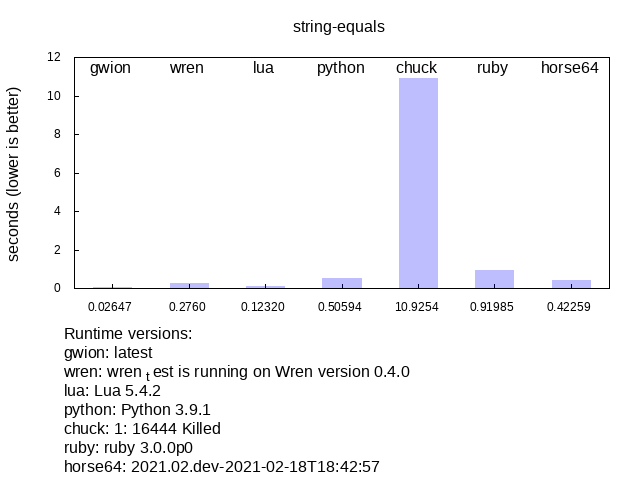 string-equals
seconds (lower is better)
12
10
8
6
4
2
0
gwion wren lua python chuck ruby horse64
0.02647 0.2760 0.12320 0.50594 10.9254 0.91985 0.42259
Runtime versions:
gwion: latest
wren: wren t est is running on Wren version 0.4.0
lua: Lua 5.4.2
python: Python 3.9.1
chuck: 1: 16444 Killed
ruby: ruby 3.0.0p0
horse64: 2021.02.dev-2021-02-18T18:42:57